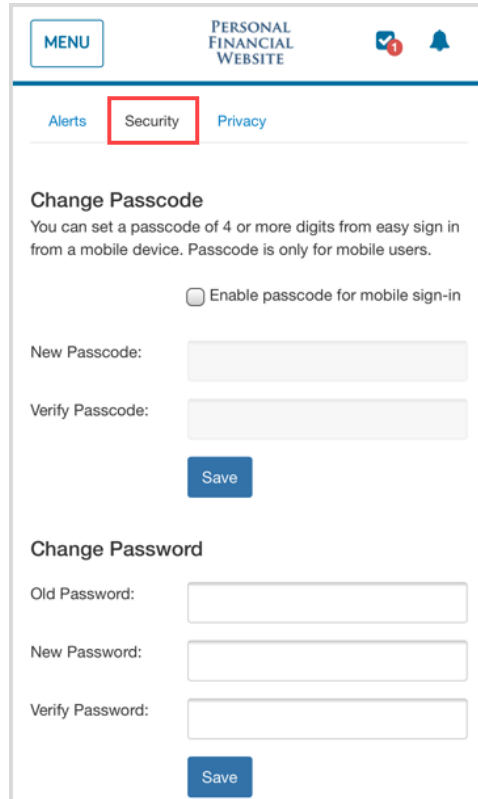 MENU
PERSONAL
FINANCIAL
WEBSITE
1
Alerts Security Privacy
Change Passcode
You can set a passcode of 4 or more digits from easy sign in
from a mobile device. Passcode is only for mobile users.
Enable passcode for mobile sign-in
New Passcode:
Verify Passcode:
Save
Change Password
Old Password:
New Password:
Verify Password:
Save